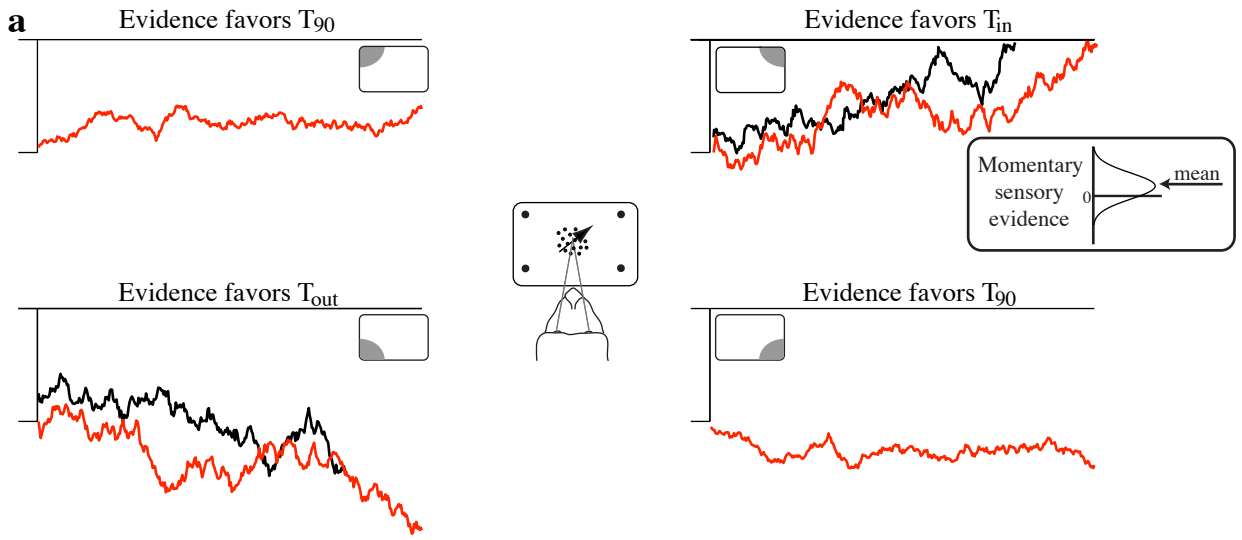 a
Evidence favors T90
Evidence favors Tin
Momentary
sensory
evidence
0
mean
Evidence favors Tout
Evidence favors T90